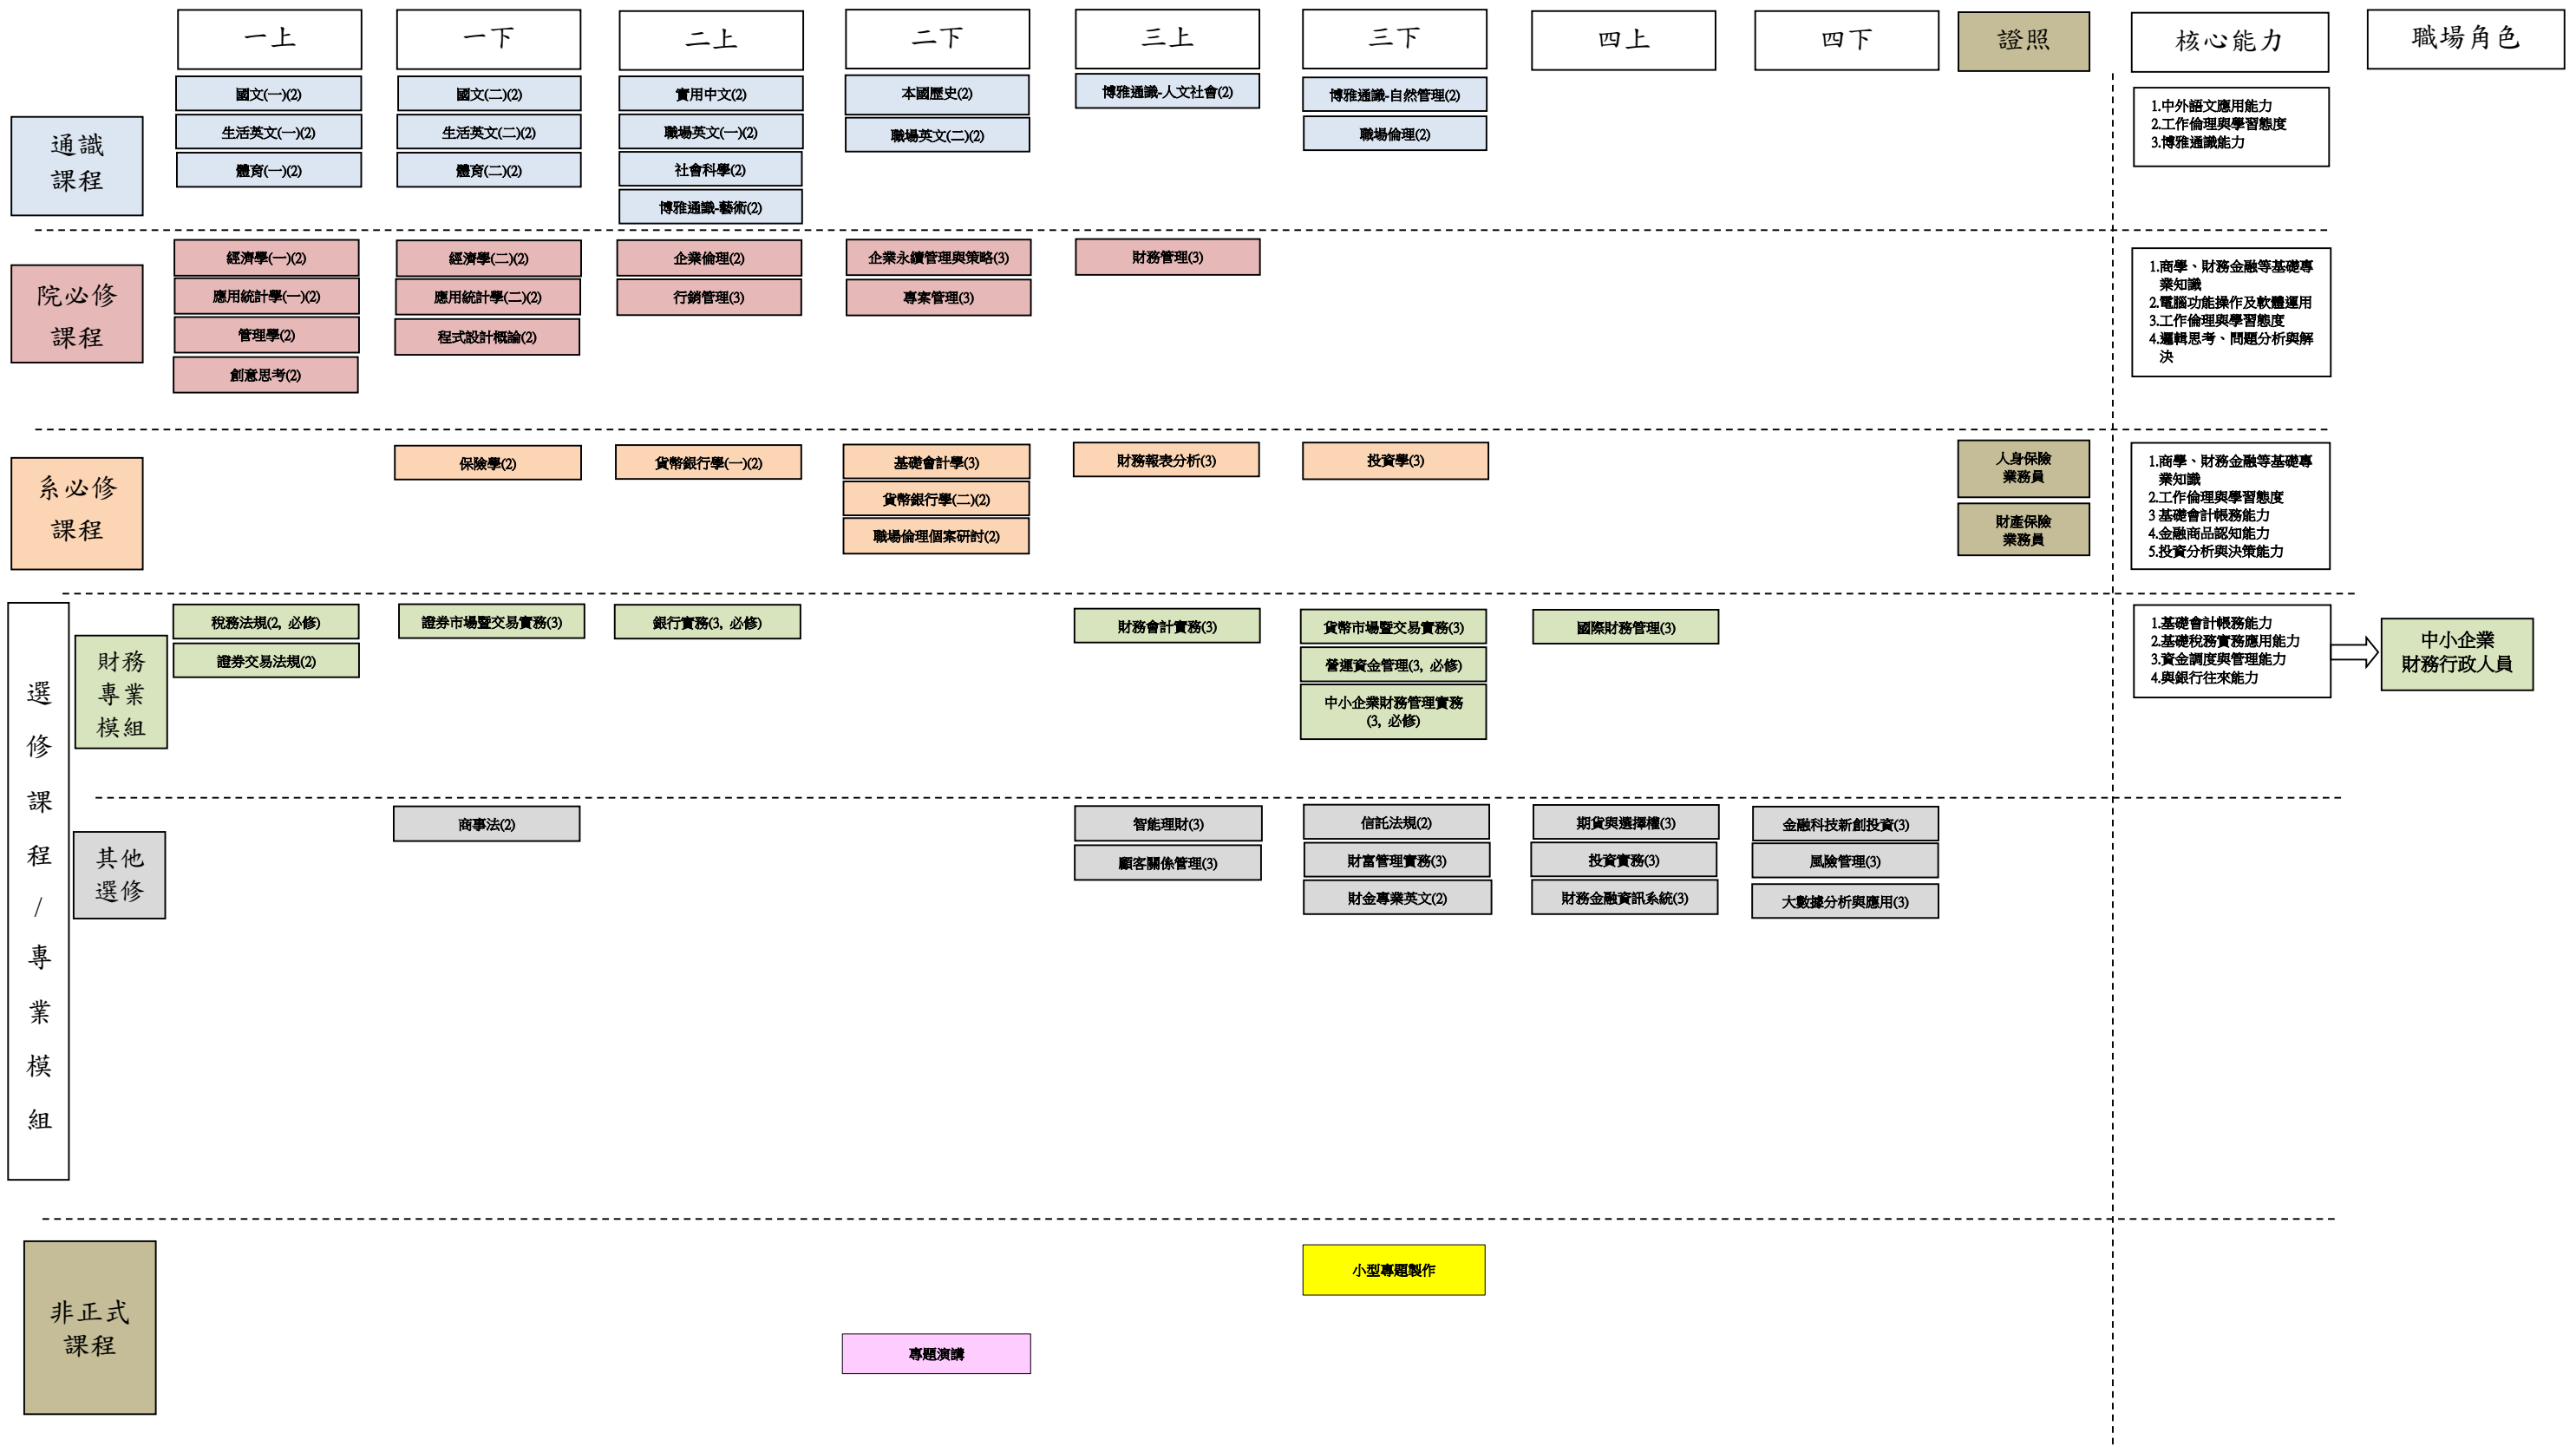 一上
一下
二上
二下
三上
三下
四上
四下
證照
核心能力
職場角色
通識
課程
國文(一)(2)
國文(二)(2)
實用中文(2)
本國歷史(2)
博雅通識-人文社會(2)
博雅通識-自然管理(2)
生活英文(一)(2)
生活英文(二)(2)
職場英文(一)(2)
職場英文(二)(2)
職場倫理(2)
體育(一)(2)
體育(二)(2)
社會科學(2)
博雅通識-藝術(2)
1.中外語文應用能力
2.工作倫理與學習態度
3.博雅通識能力
院必修
課程
經濟學(一)(2)
經濟學(二)(2)
企業倫理(2)
企業永續管理與策略(3)
財務管理(3)
應用統計學(一)(2)
應用統計學(二)(2)
行銷管理(3)
專案管理(3)
管理學(2)
程式設計概論(2)
創意思考(2)
1.商學、財務金融等基礎專
業知識
2.電腦功能操作及軟體運用
3.工作倫理與學習態度
4.邏輯思考、問題分析與解
決
系必修
課程
保險學(2)
貨幣銀行學(一)(2)
基礎會計學(3)
財務報表分析(3)
投資學(3)
貨幣銀行學(二)(2)
職場倫理個案研討(2)
人身保險
業務員
財產保險
業務員
1.商學、財務金融等基礎專
業知識
2.工作倫理與學習態度
3 基礎會計帳務能力
4.金融商品認知能力
5.投資分析與決策能力
選修課程/專業模組
財務
專業
模組
稅務法規(2, 必修)
證券市場暨交易實務(3)
銀行實務(3, 必修)
財務會計實務(3)
貨幣市場暨交易實務(3)
國際財務管理(3)
證券交易法規(2)
營運資金管理(3, 必修)
中小企業財務管理實務
(3, 必修)
1.基礎會計帳務能力
2.基礎稅務實務應用能力
3.資金調度與管理能力
4.與銀行往來能力
中小企業
財務行政人員
其他
選修
商事法(2)
智能理財(3)
信託法規(2)
期貨與選擇權(3)
金融科技新創投資(3)
顧客關係管理(3)
財富管理實務(3)
投資實務(3)
風險管理(3)
財金專業英文(2)
財務金融資訊系統(3)
大數據分析與應用(3)
非正式
課程
小型專題製作
專題演講